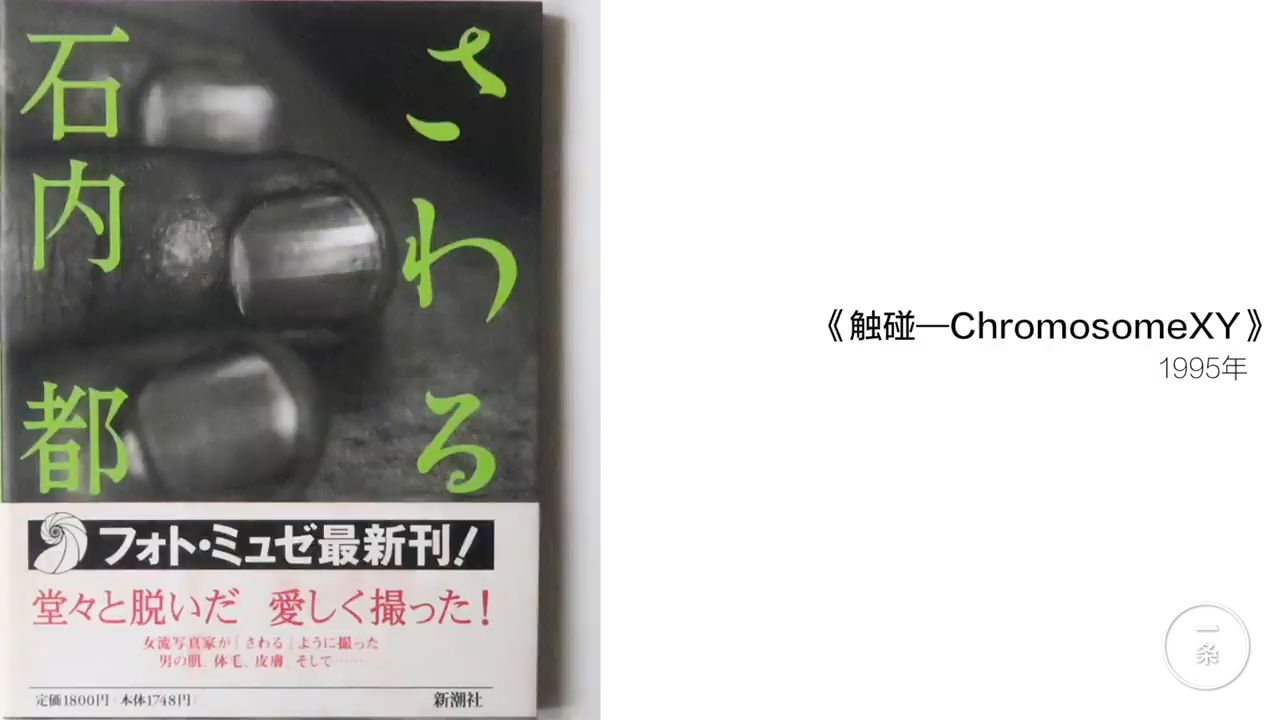 さわる
石内 都
フォト・ミュゼ最新刊!
堂々と脱いだ 愛しく撮った!
女流写真家が「さわる」ように撮った
男の肌、体毛、皮膚、そして……
定価1800円(本体1748円)
新潮社
《触碰—ChromosomeXY》
1995年
一条